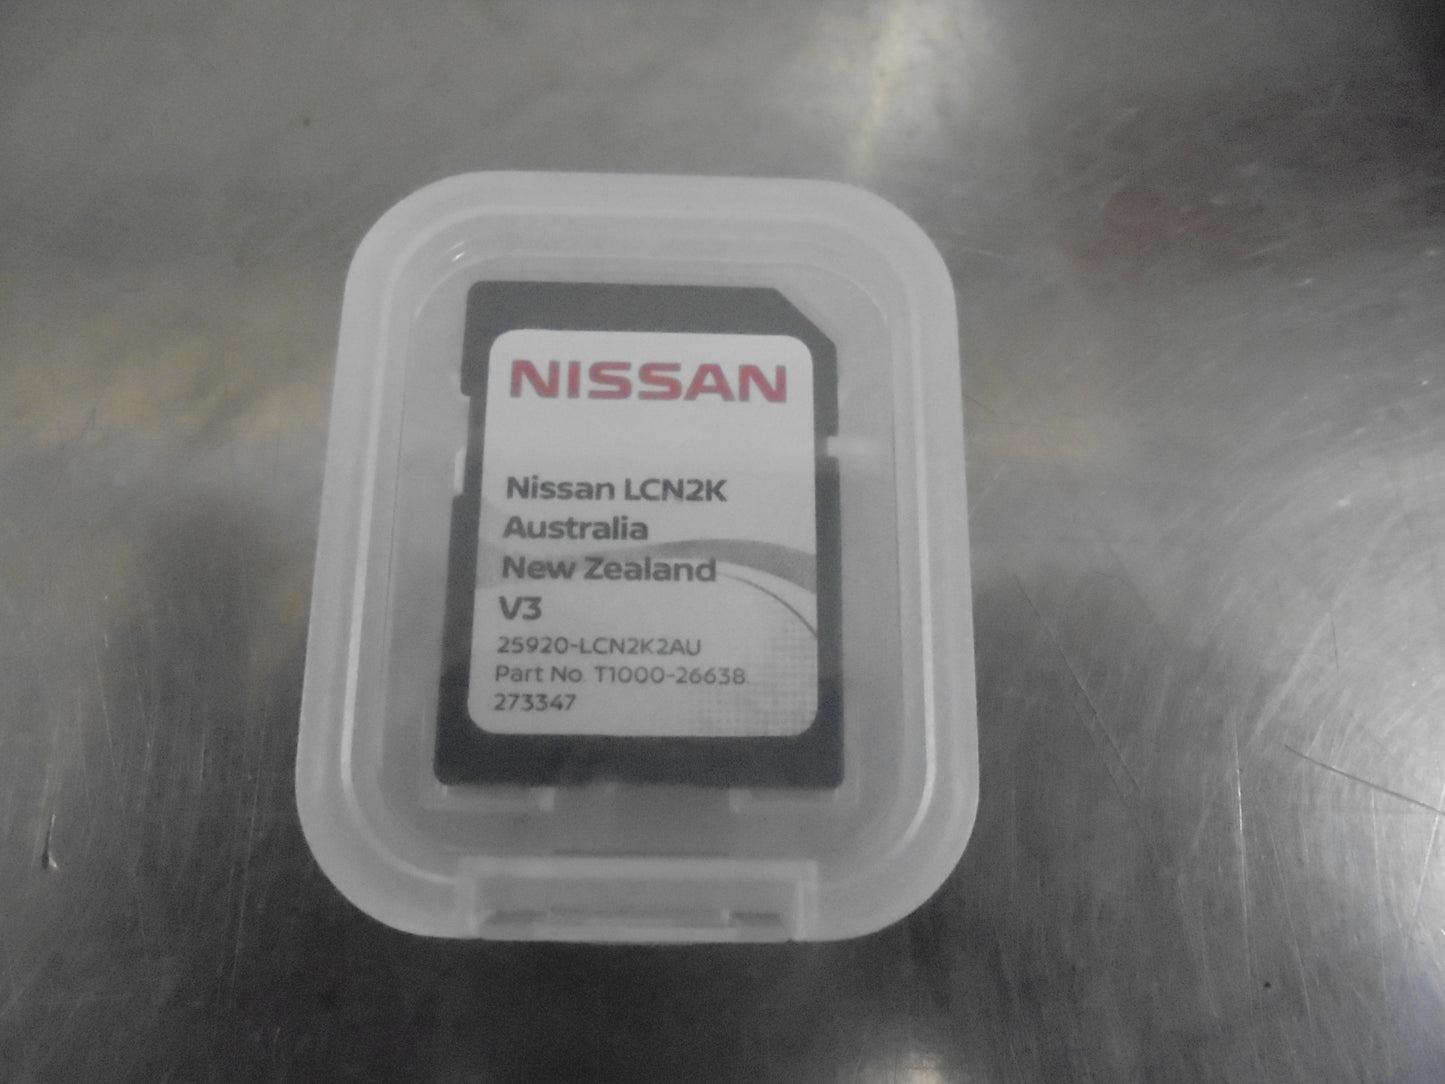 NISSAN
Nissan LCN2K
Australia
New Zealand
V3
25920-LCN2K2AU
Part No. T1000-26638.
273347